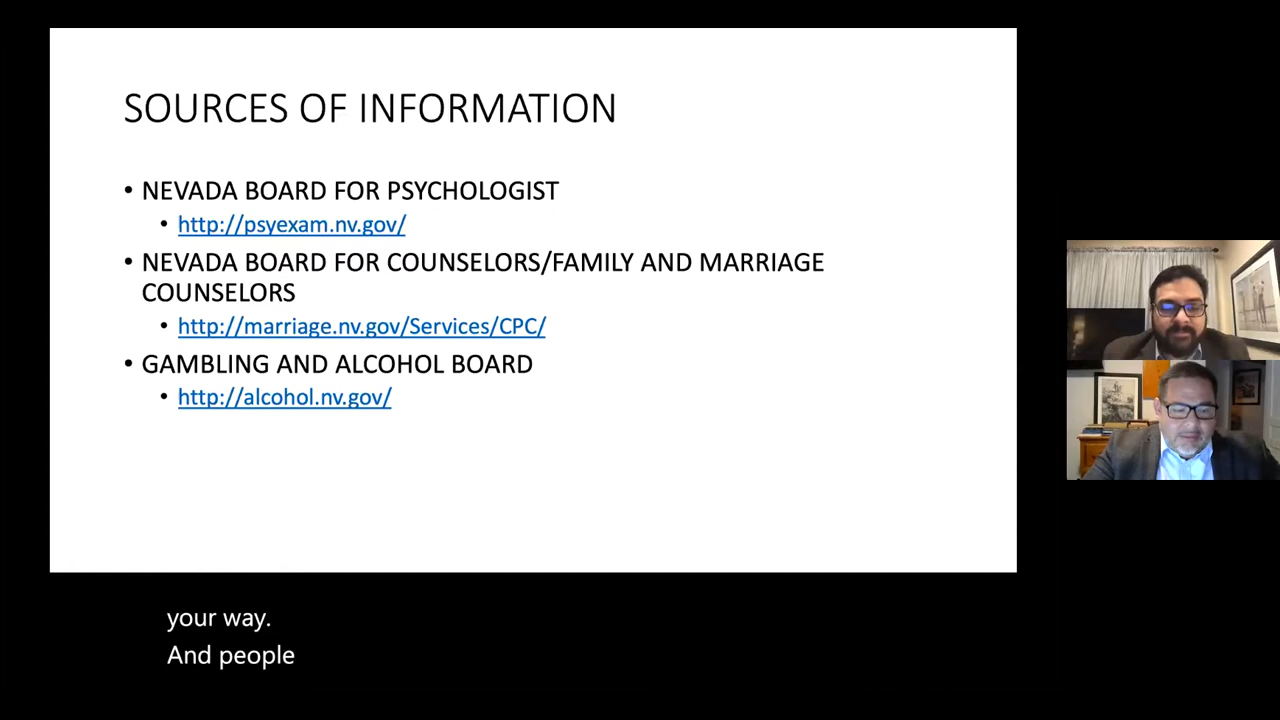 SOURCES OF INFORMATION
• NEVADA BOARD FOR PSYCHOLOGIST
• http://psyexam.nv.gov/
• NEVADA BOARD FOR COUNSELORS/FAMILY AND MARRIAGE
COUNSELORS
• http://marriage.nv.gov/Services/CPC/
• GAMBLING AND ALCOHOL BOARD
• http://alcohol.nv.gov/
your way.
And people